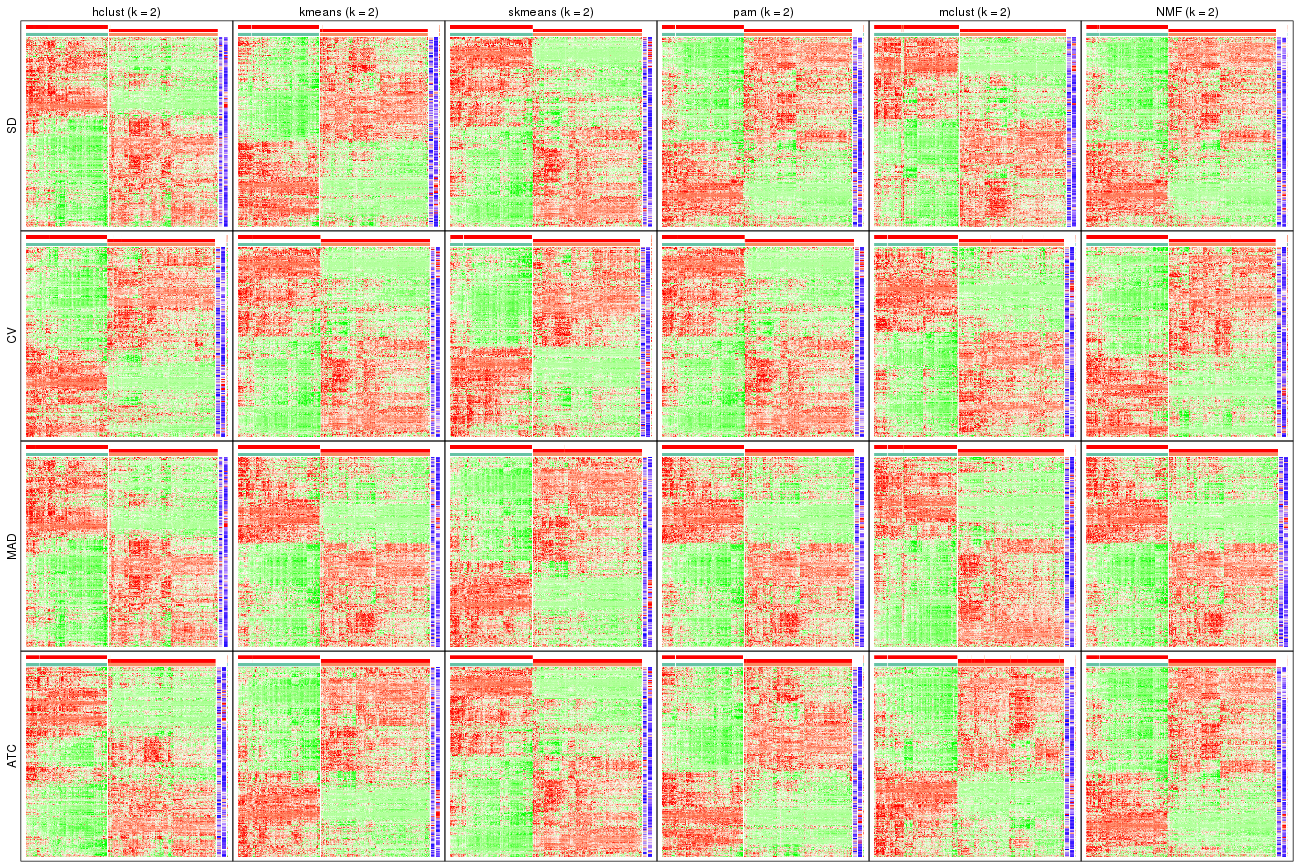 hclust (k = 2) kmeans (k = 2) skmeans (k = 2) pam (k = 2) mclust (k = 2) NMF (k = 2)
SD
CV
MAD
ATC